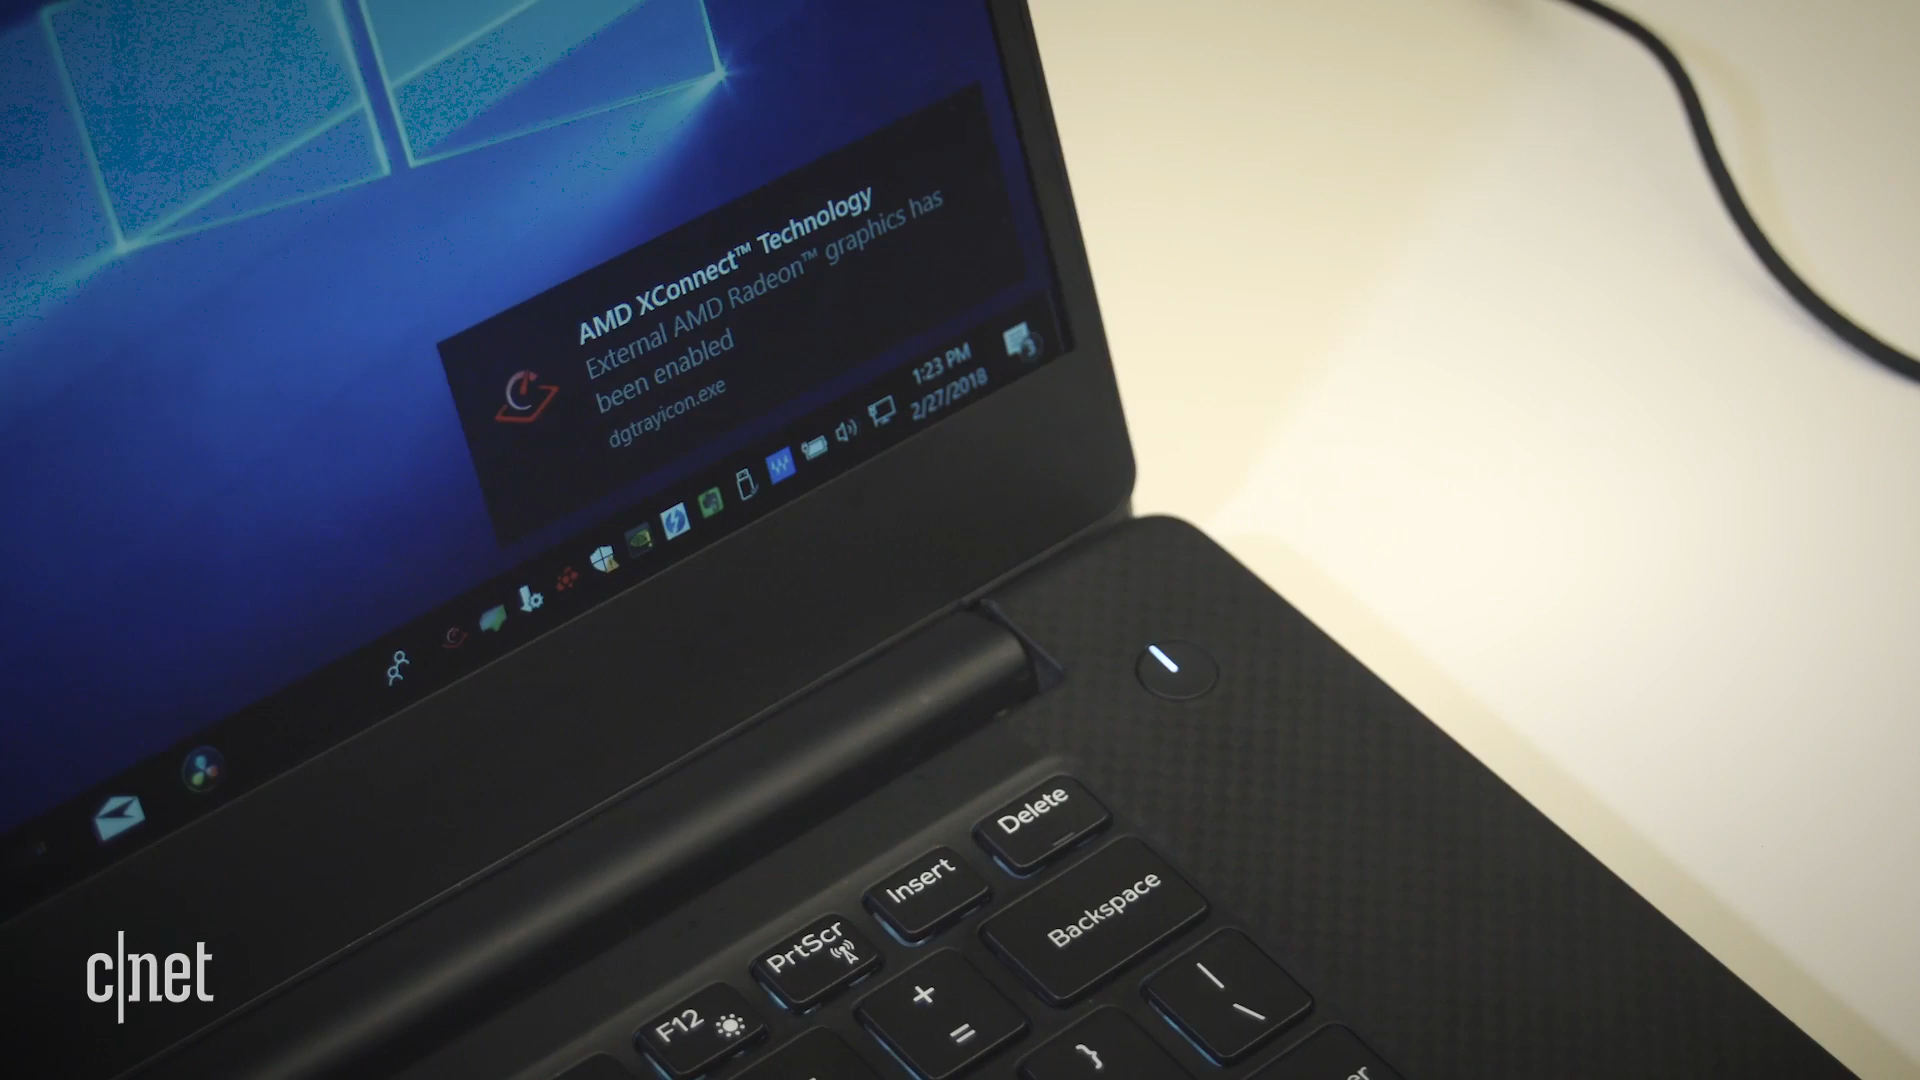 AMD XConnect™ Technology
External AMD Radeon™ graphics has
been enabled
dgtrayicon.exe
1:23 PM
2/27/2018
3
Delete
Insert
Backspace
PrtScr
F12
+
=
|
\
}
c|net